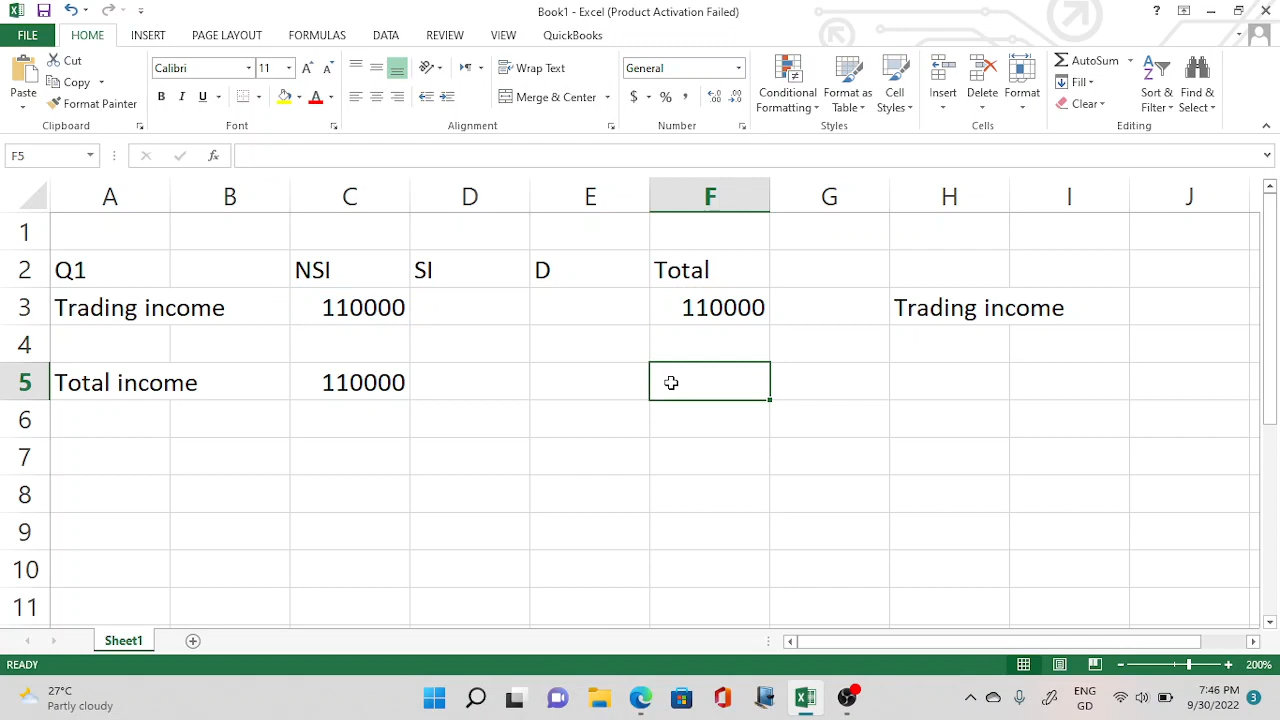 Book1 - Excel (Product Activation Failed)
?
FILE HOME INSERT PAGE LAYOUT FORMULAS DATA REVIEW VIEW QuickBooks
Paste
Cut
Copy
Format Painter
Clipboard
Calibri 11
B I U
Font
Wrap Text
Merge & Center
Alignment
General
$ % ,
Number
Conditional Formatting
Format as Table
Cell Styles
Styles
Insert Delete Format
Cells
AutoSum
Fill
Clear
Sort & Filter
Find & Select
Editing
F5 fx
A B C D E F G H I J
1
2 Q1 NSI SI D Total
3 Trading income 110000 110000 Trading income
4
5 Total income 110000
6
7
8
9
10
11
Sheet1
READY 200%
27°C
Partly cloudy
ENG
GD
7:46 PM
9/30/2022
3